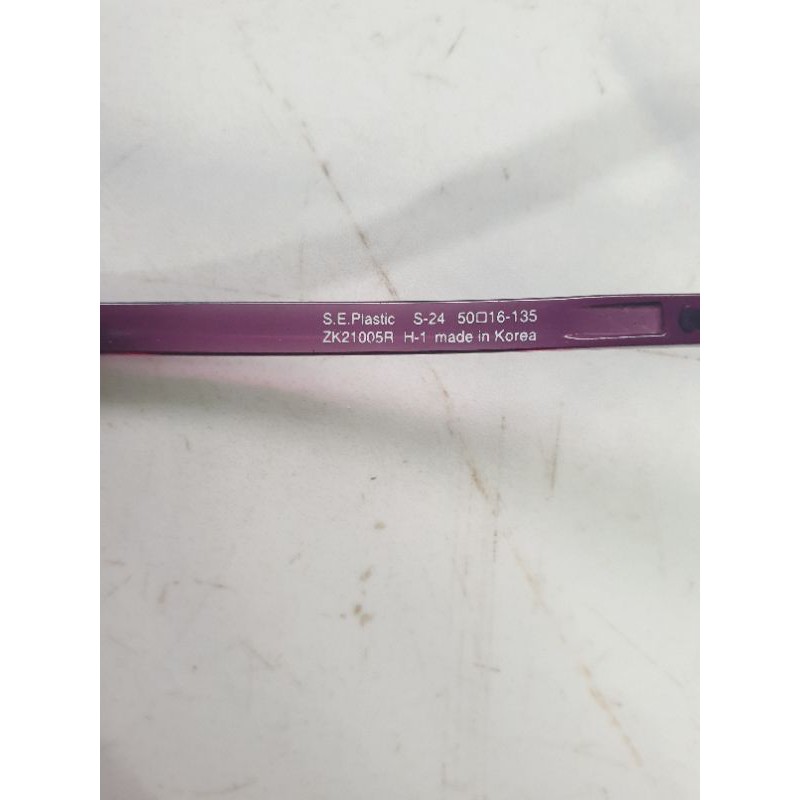 S.E.Plastic S-24 50□16-135
ZK21005R H-1 made in Korea